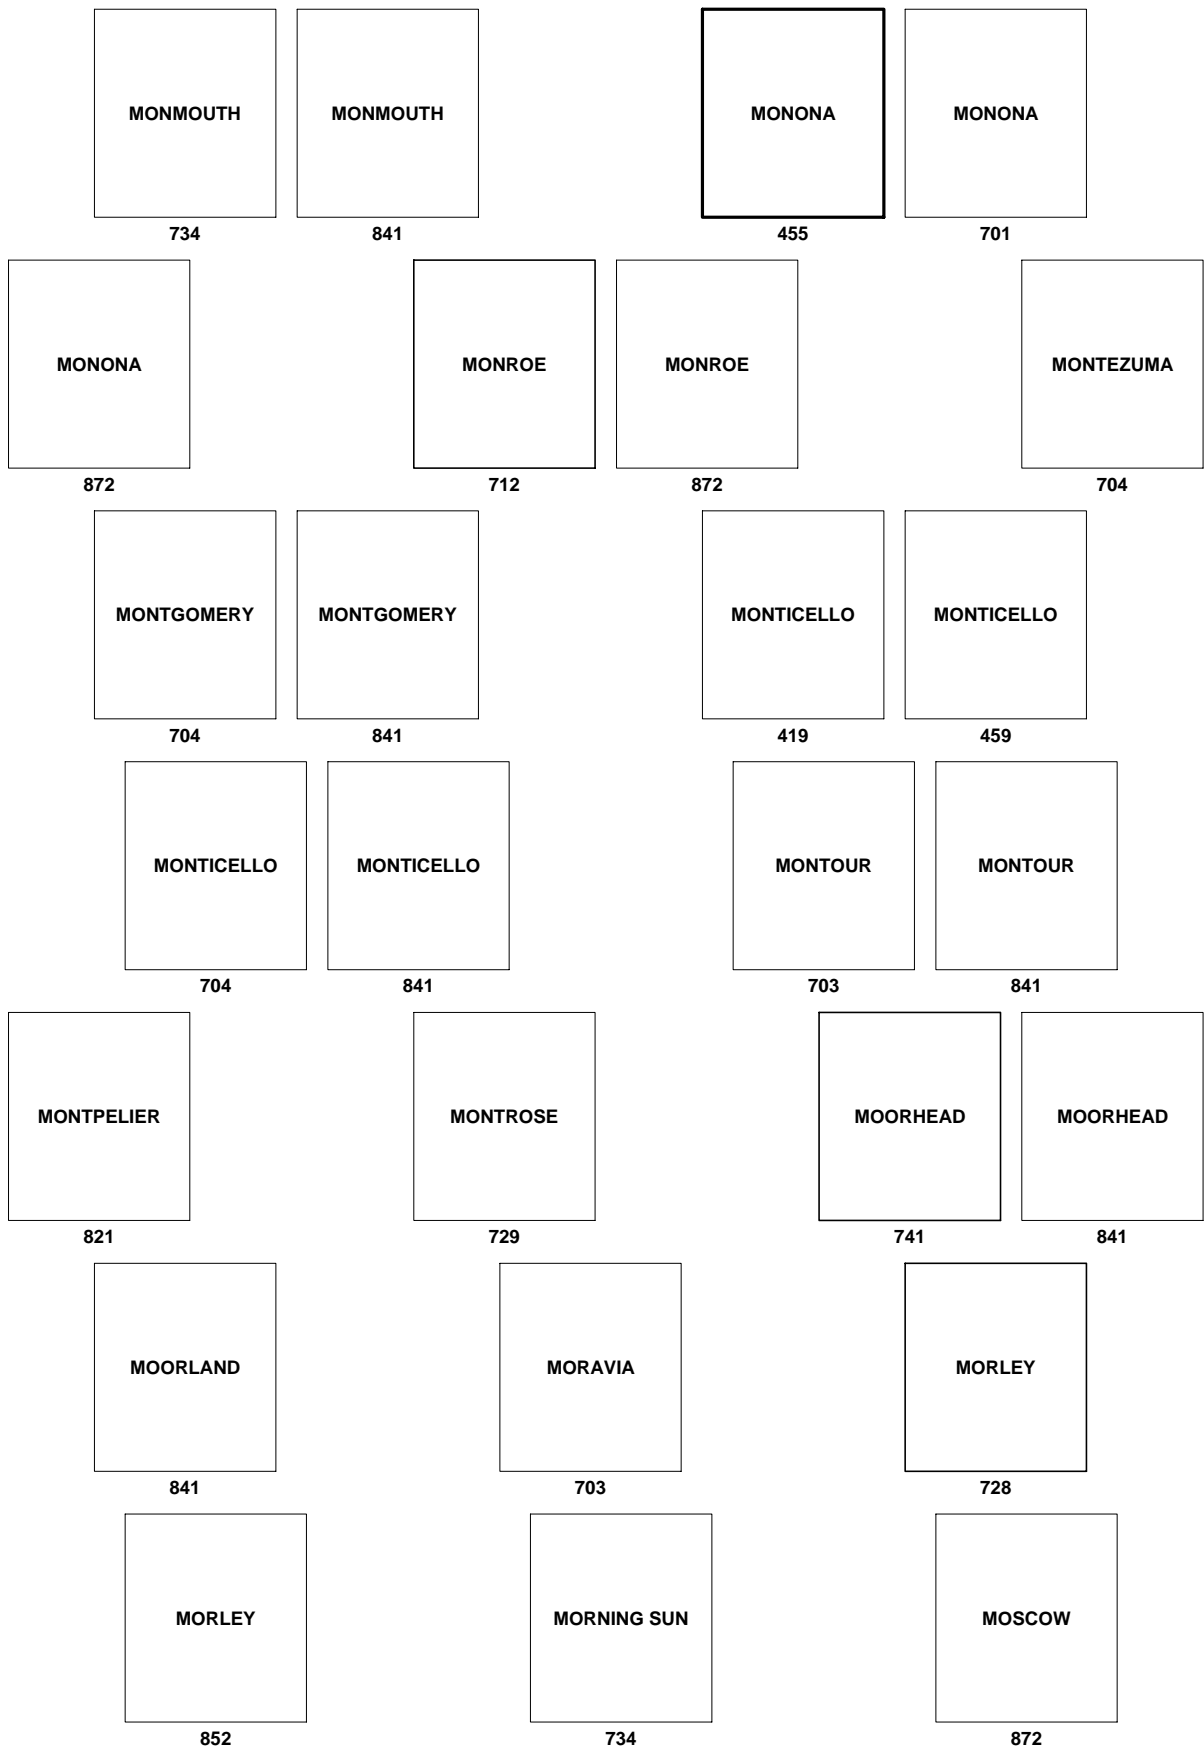 MONMOUTH MONMOUTH MONONA MONONA
734 841 455 701
MONONA MONROE MONROE MONTEZUMA
872 712 872 704
MONTGOMERY MONTGOMERY MONTICELLO MONTICELLO
704 841 419 459
MONTICELLO MONTICELLO MONTOUR MONTOUR
704 841 703 841
MONTPELIER MONTROSE MOORHEAD MOORHEAD
821 729 741 841
MOORLAND MORAVIA MORLEY
841 703 728
MORLEY MORNING SUN MOSCOW
852 734 872